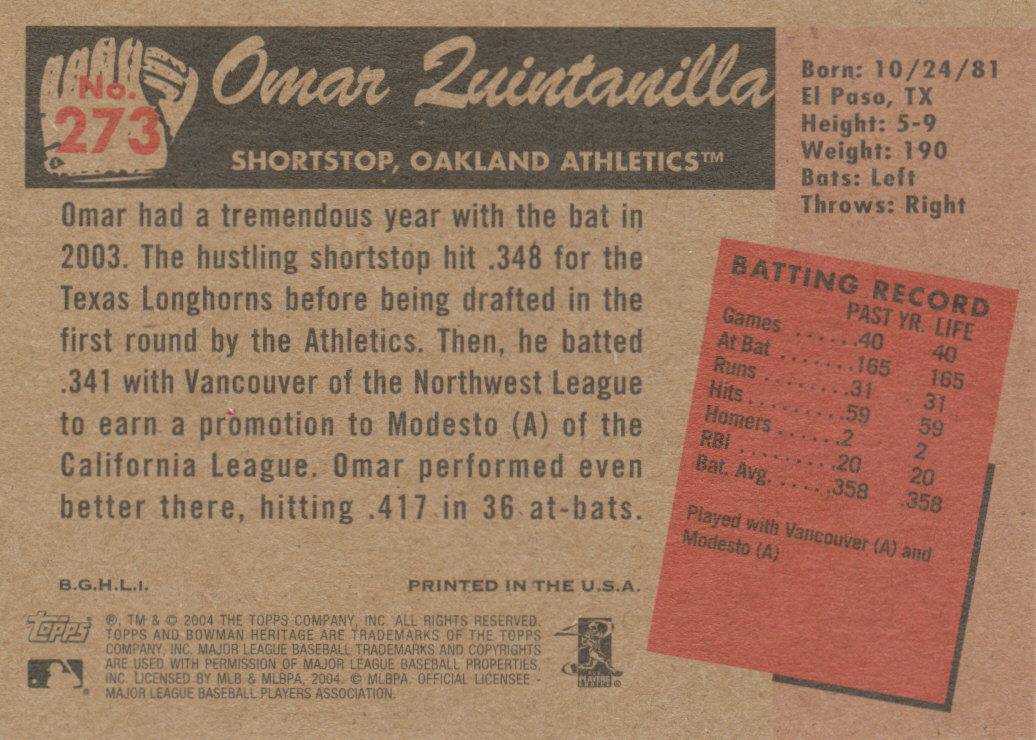 No.
273
Omar Quintanilla
SHORTSTOP, OAKLAND ATHLETICS™
Born: 10/24/81
El Paso, TX
Height: 5-9
Weight: 190
Bats: Left
Throws: Right
Omar had a tremendous year with the bat in
2003. The hustling shortstop hit .348 for the
Texas Longhorns before being drafted in the
first round by the Athletics. Then, he batted
.341 with Vancouver of the Northwest League
to earn a promotion to Modesto (A) of the
California League. Omar performed even
better there, hitting .417 in 36 at-bats.
BATTING RECORD
PAST YR. LIFE
Games ......40 40
At Bat .......165 165
Runs ........31 31
Hits.........59 59
Homers ......2 2
RBI .........20 20
Bat. Avg. ......358 .358
Played with Vancouver (A) and
Modesto (A)
B.G.H.L.I. PRINTED IN THE U.S.A.
Topps
®, TM & © 2004 THE TOPPS COMPANY, INC. ALL RIGHTS RESERVED.
TOPPS AND BOWMAN HERITAGE ARE TRADEMARKS OF THE TOPPS
COMPANY, INC. MAJOR LEAGUE BASEBALL TRADEMARKS AND COPYRIGHTS
ARE USED WITH PERMISSION OF MAJOR LEAGUE BASEBALL PROPERTIES,
INC. LICENSED BY MLB & MLBPA, 2004. © MLBPA. OFFICIAL LICENSEE -
MAJOR LEAGUE BASEBALL PLAYERS ASSOCIATION.